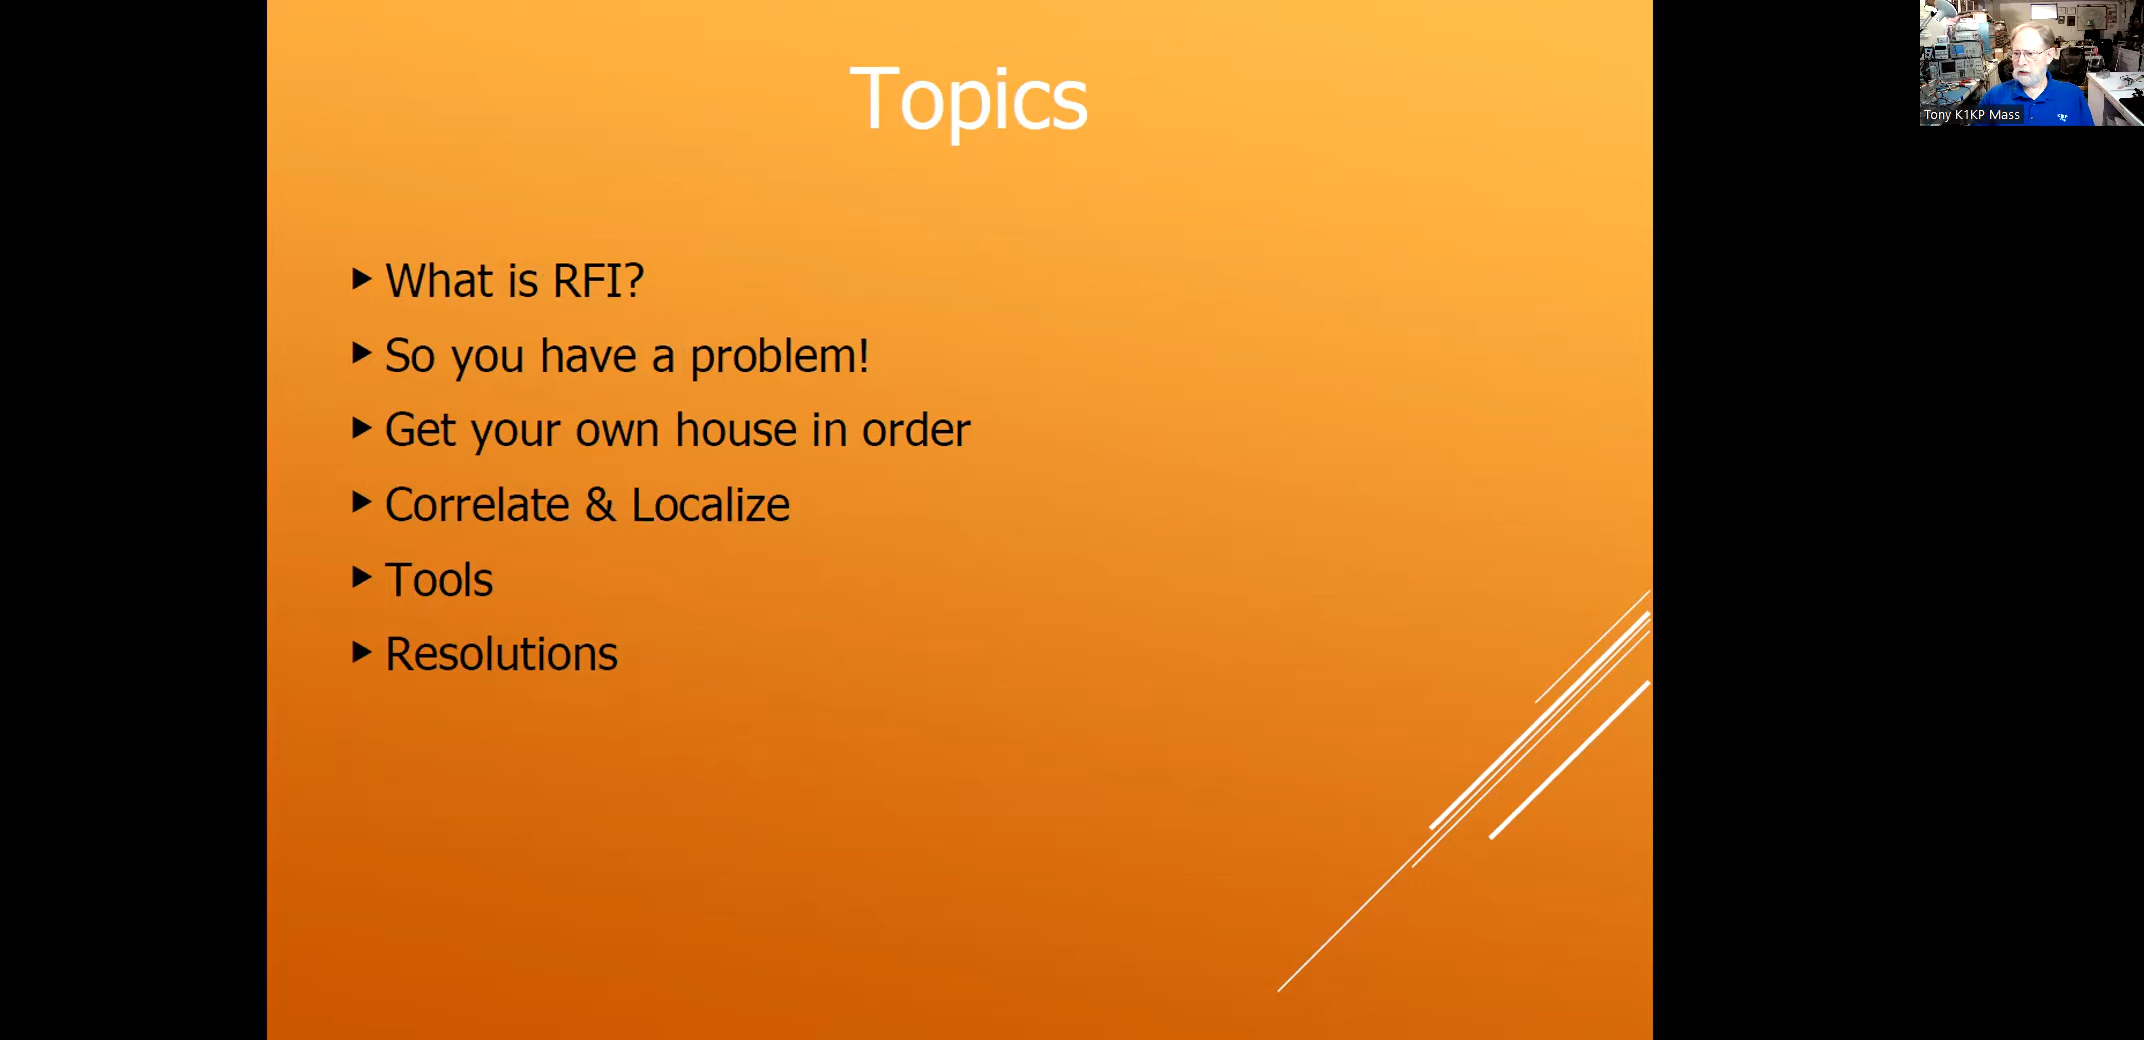 Topics
What is RFI?
So you have a problem!
Get your own house in order
Correlate & Localize
Tools
Resolutions
Tony K1KP Mass